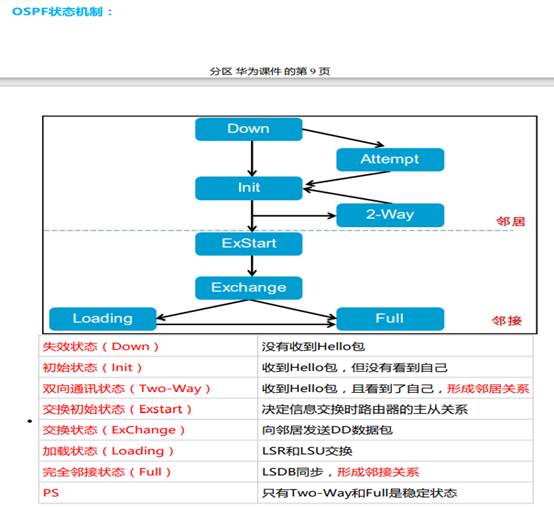 OSPF状态机制：
分区 华为课件 的第 9 页
Down
Attempt
Init
2-Way
邻居
ExStart
Exchange
Loading
Full
邻接
失效状态（Down） 没有收到Hello包
初始状态（Init） 收到Hello包，但没有看到自己
双向通讯状态（Two-Way） 收到Hello包，且看到了自己，形成邻居关系
交换初始状态（Exstart） 决定信息交换时路由器的主从关系
交换状态（ExChange） 向邻居发送DD数据包
加载状态（Loading） LSR和LSU交换
完全邻接状态（Full） LSDB同步，形成邻接关系
PS 只有Two-Way和Full是稳定状态